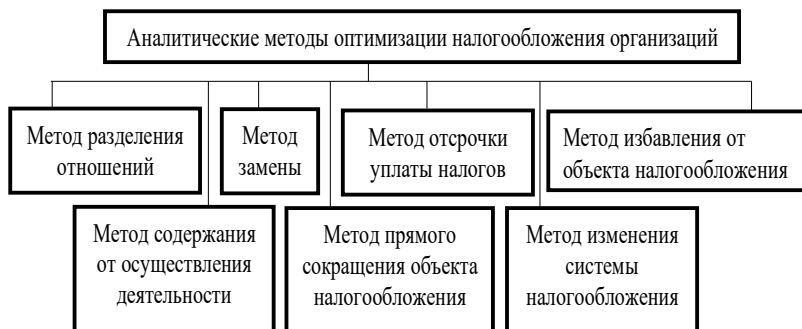 Аналитические методы оптимизации налогообложения организаций
Метод разделения
отношений
Метод
замены
Метод отсрочки
уплаты налогов
Метод избавления от
объекта налогообложения
Метод содержания
от осуществления
деятельности
Метод прямого
сокращения объекта
налогообложения
Метод изменения
системы
налогообложения